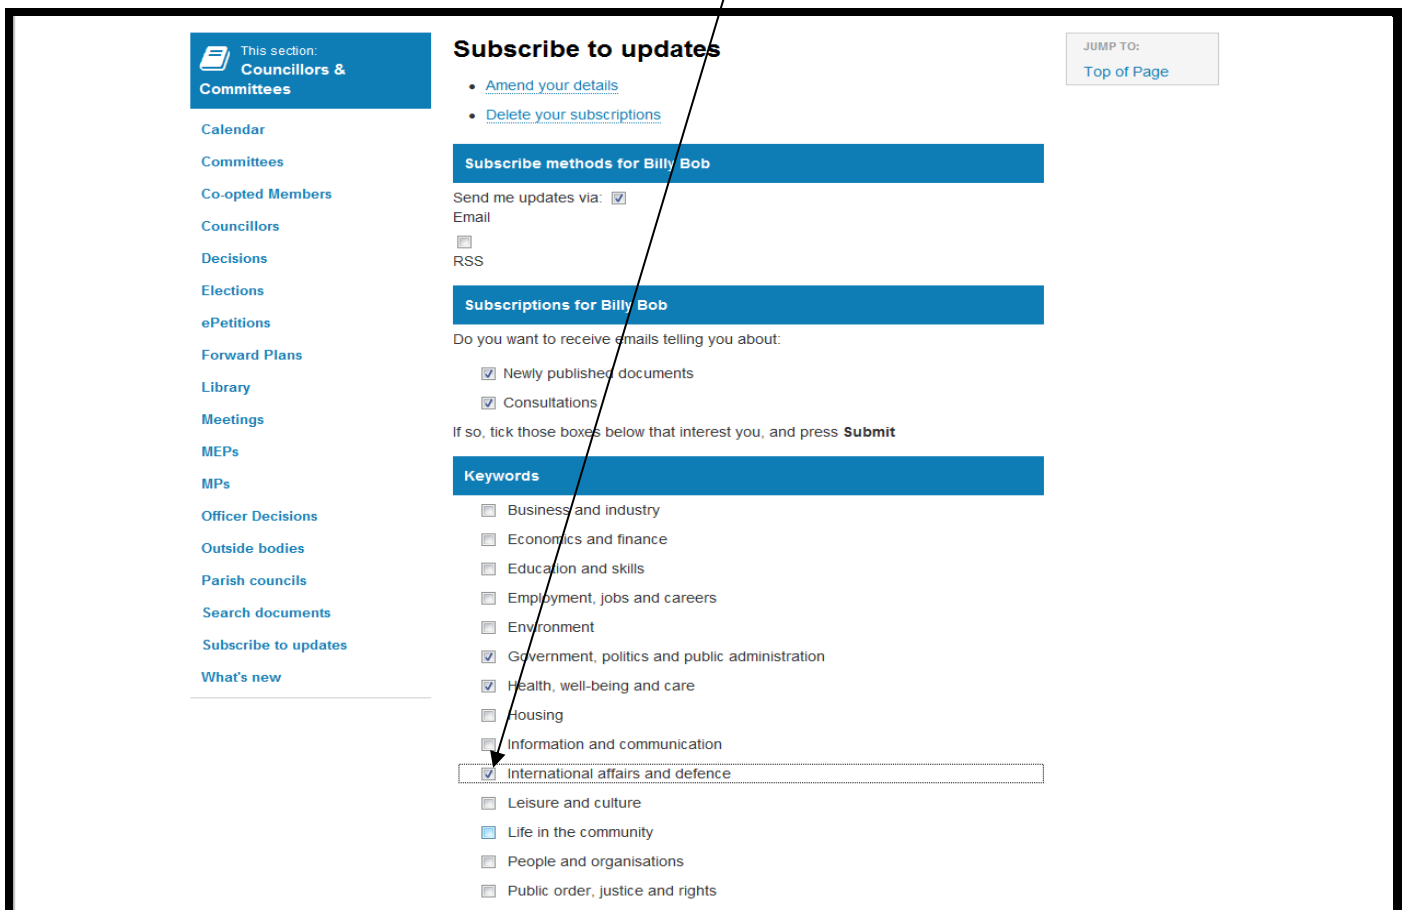 This section:
Councillors &
Committees
Calendar
Committees
Co-opted Members
Councillors
Decisions
Elections
ePetitions
Forward Plans
Library
Meetings
MEPs
MPs
Officer Decisions
Outside bodies
Parish councils
Search documents
Subscribe to updates
What's new
Subscribe to updates
Amend your details
Delete your subscriptions
Subscribe methods for Billy Bob
Send me updates via:
Email
RSS
Subscriptions for Billy Bob
Do you want to receive emails telling you about:
Newly published documents
Consultations
If so, tick those boxes below that interest you, and press Submit
Keywords
Business and industry
Economics and finance
Education and skills
Employment, jobs and careers
Environment
Government, politics and public administration
Health, well-being and care
Housing
Information and communication
International affairs and defence
Leisure and culture
Life in the community
People and organisations
Public order, justice and rights
JUMP TO:
Top of Page